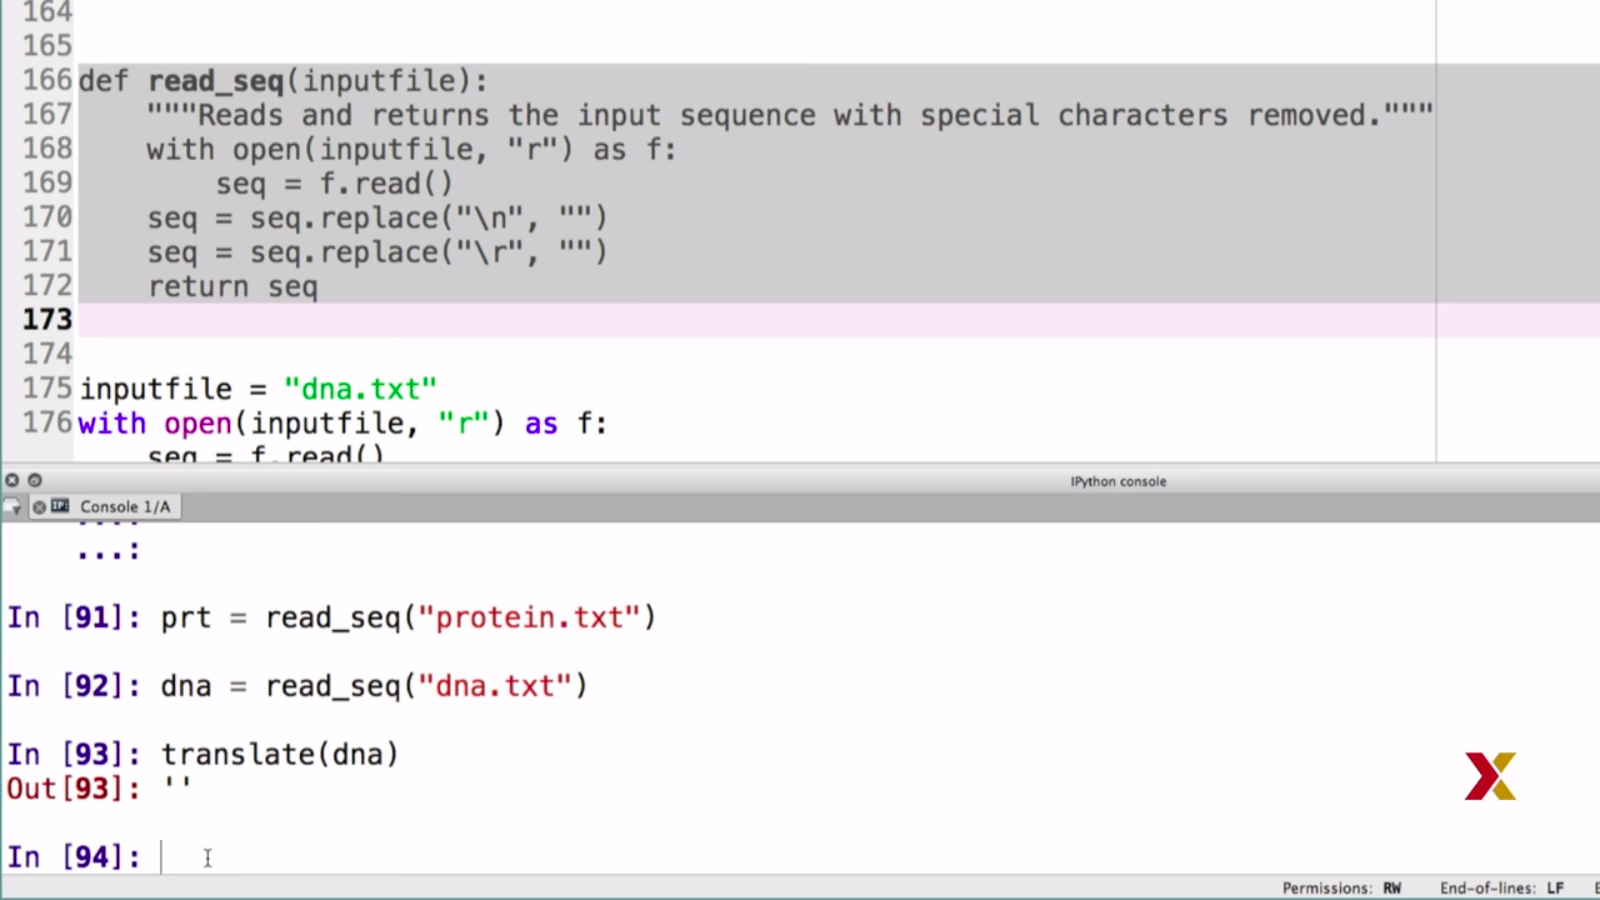 164
165
166 def read_seq(inputfile):
167 """Reads and returns the input sequence with special characters removed."""
168 with open(inputfile, "r") as f:
169 seq = f.read()
170 seq = seq.replace("\n", "")
171 seq = seq.replace("\r", "")
172 return seq
173
174
175 inputfile = "dna.txt"
176 with open(inputfile, "r") as f:
seq = f.read()
IPython console
IP: Console 1/A
...:
...:
In [91]: prt = read_seq("protein.txt")
In [92]: dna = read_seq("dna.txt")
In [93]: translate(dna)
Out[93]: ''
In [94]:
Permissions: RW End-of-lines: LF